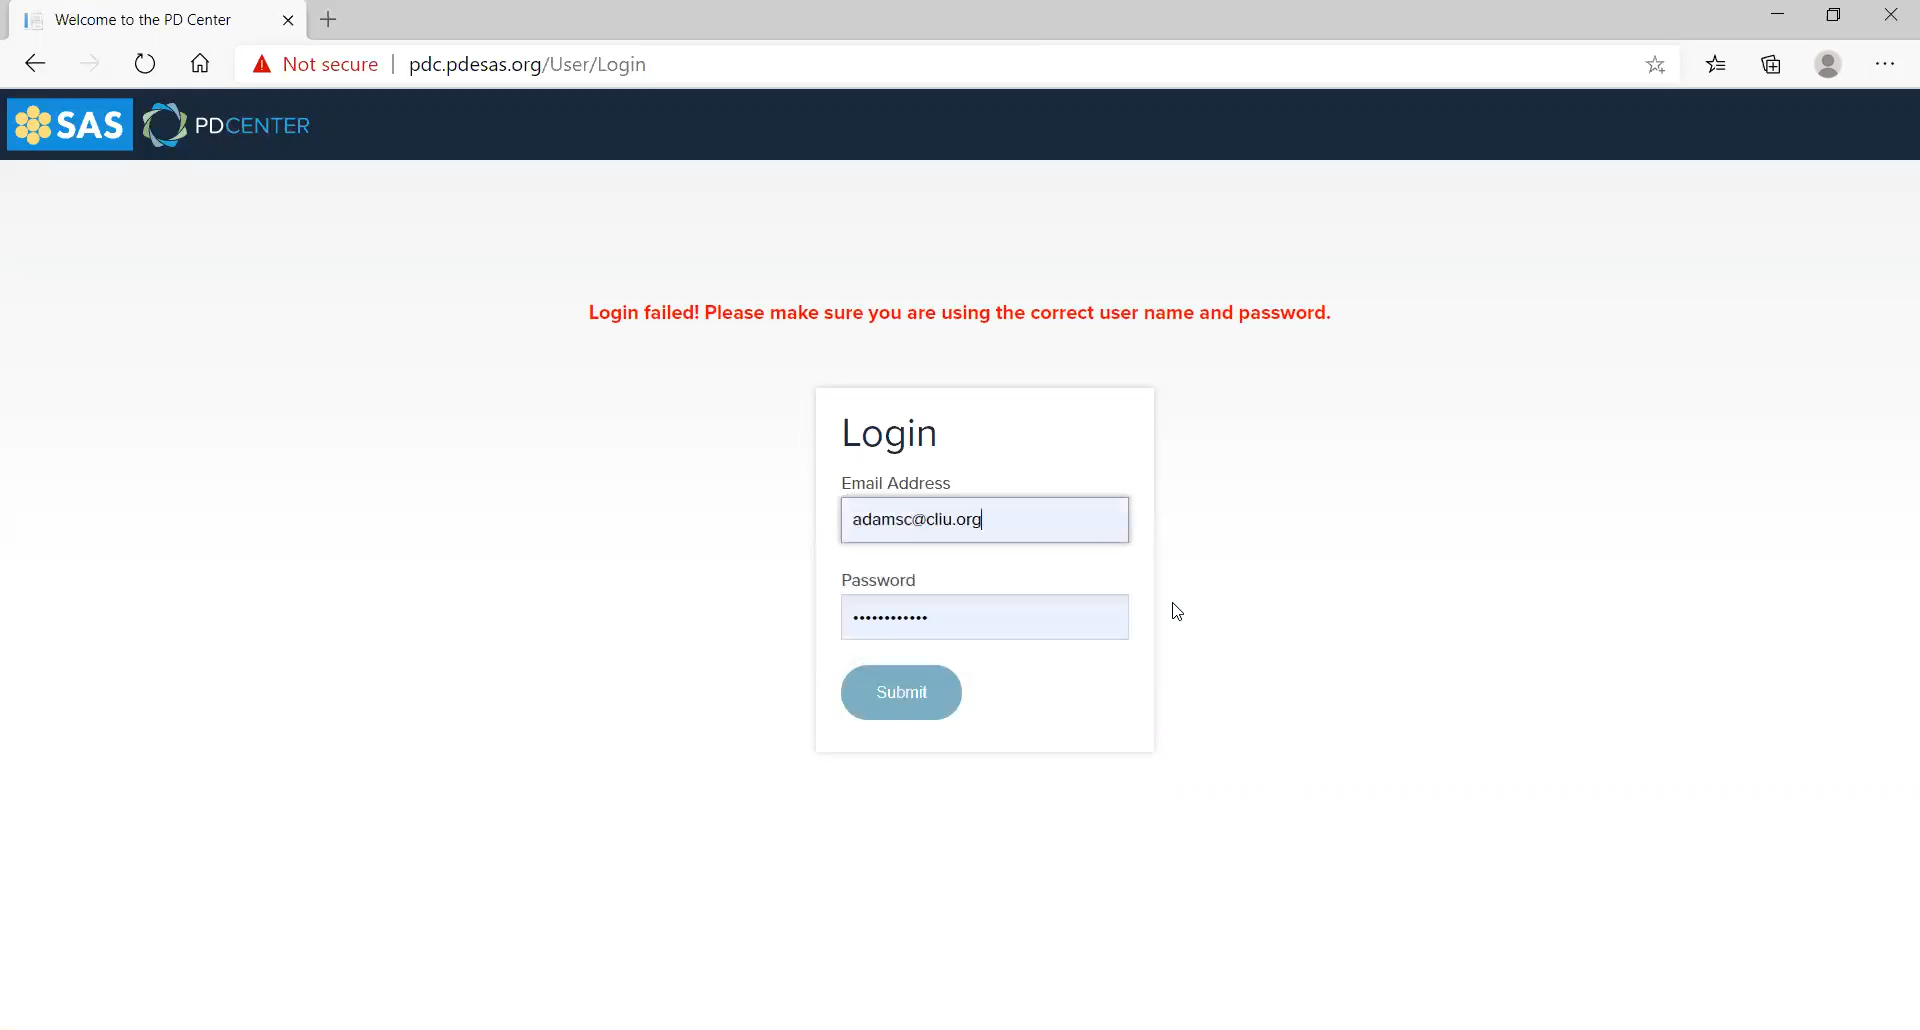 Welcome to the PD Center
Not secure | pdc.pdesas.org/User/Login
SAS PDCENTER
Login failed! Please make sure you are using the correct user name and password.
Login
Email Address
adamsc@cliu.org
Password
••••••••••••
Submit